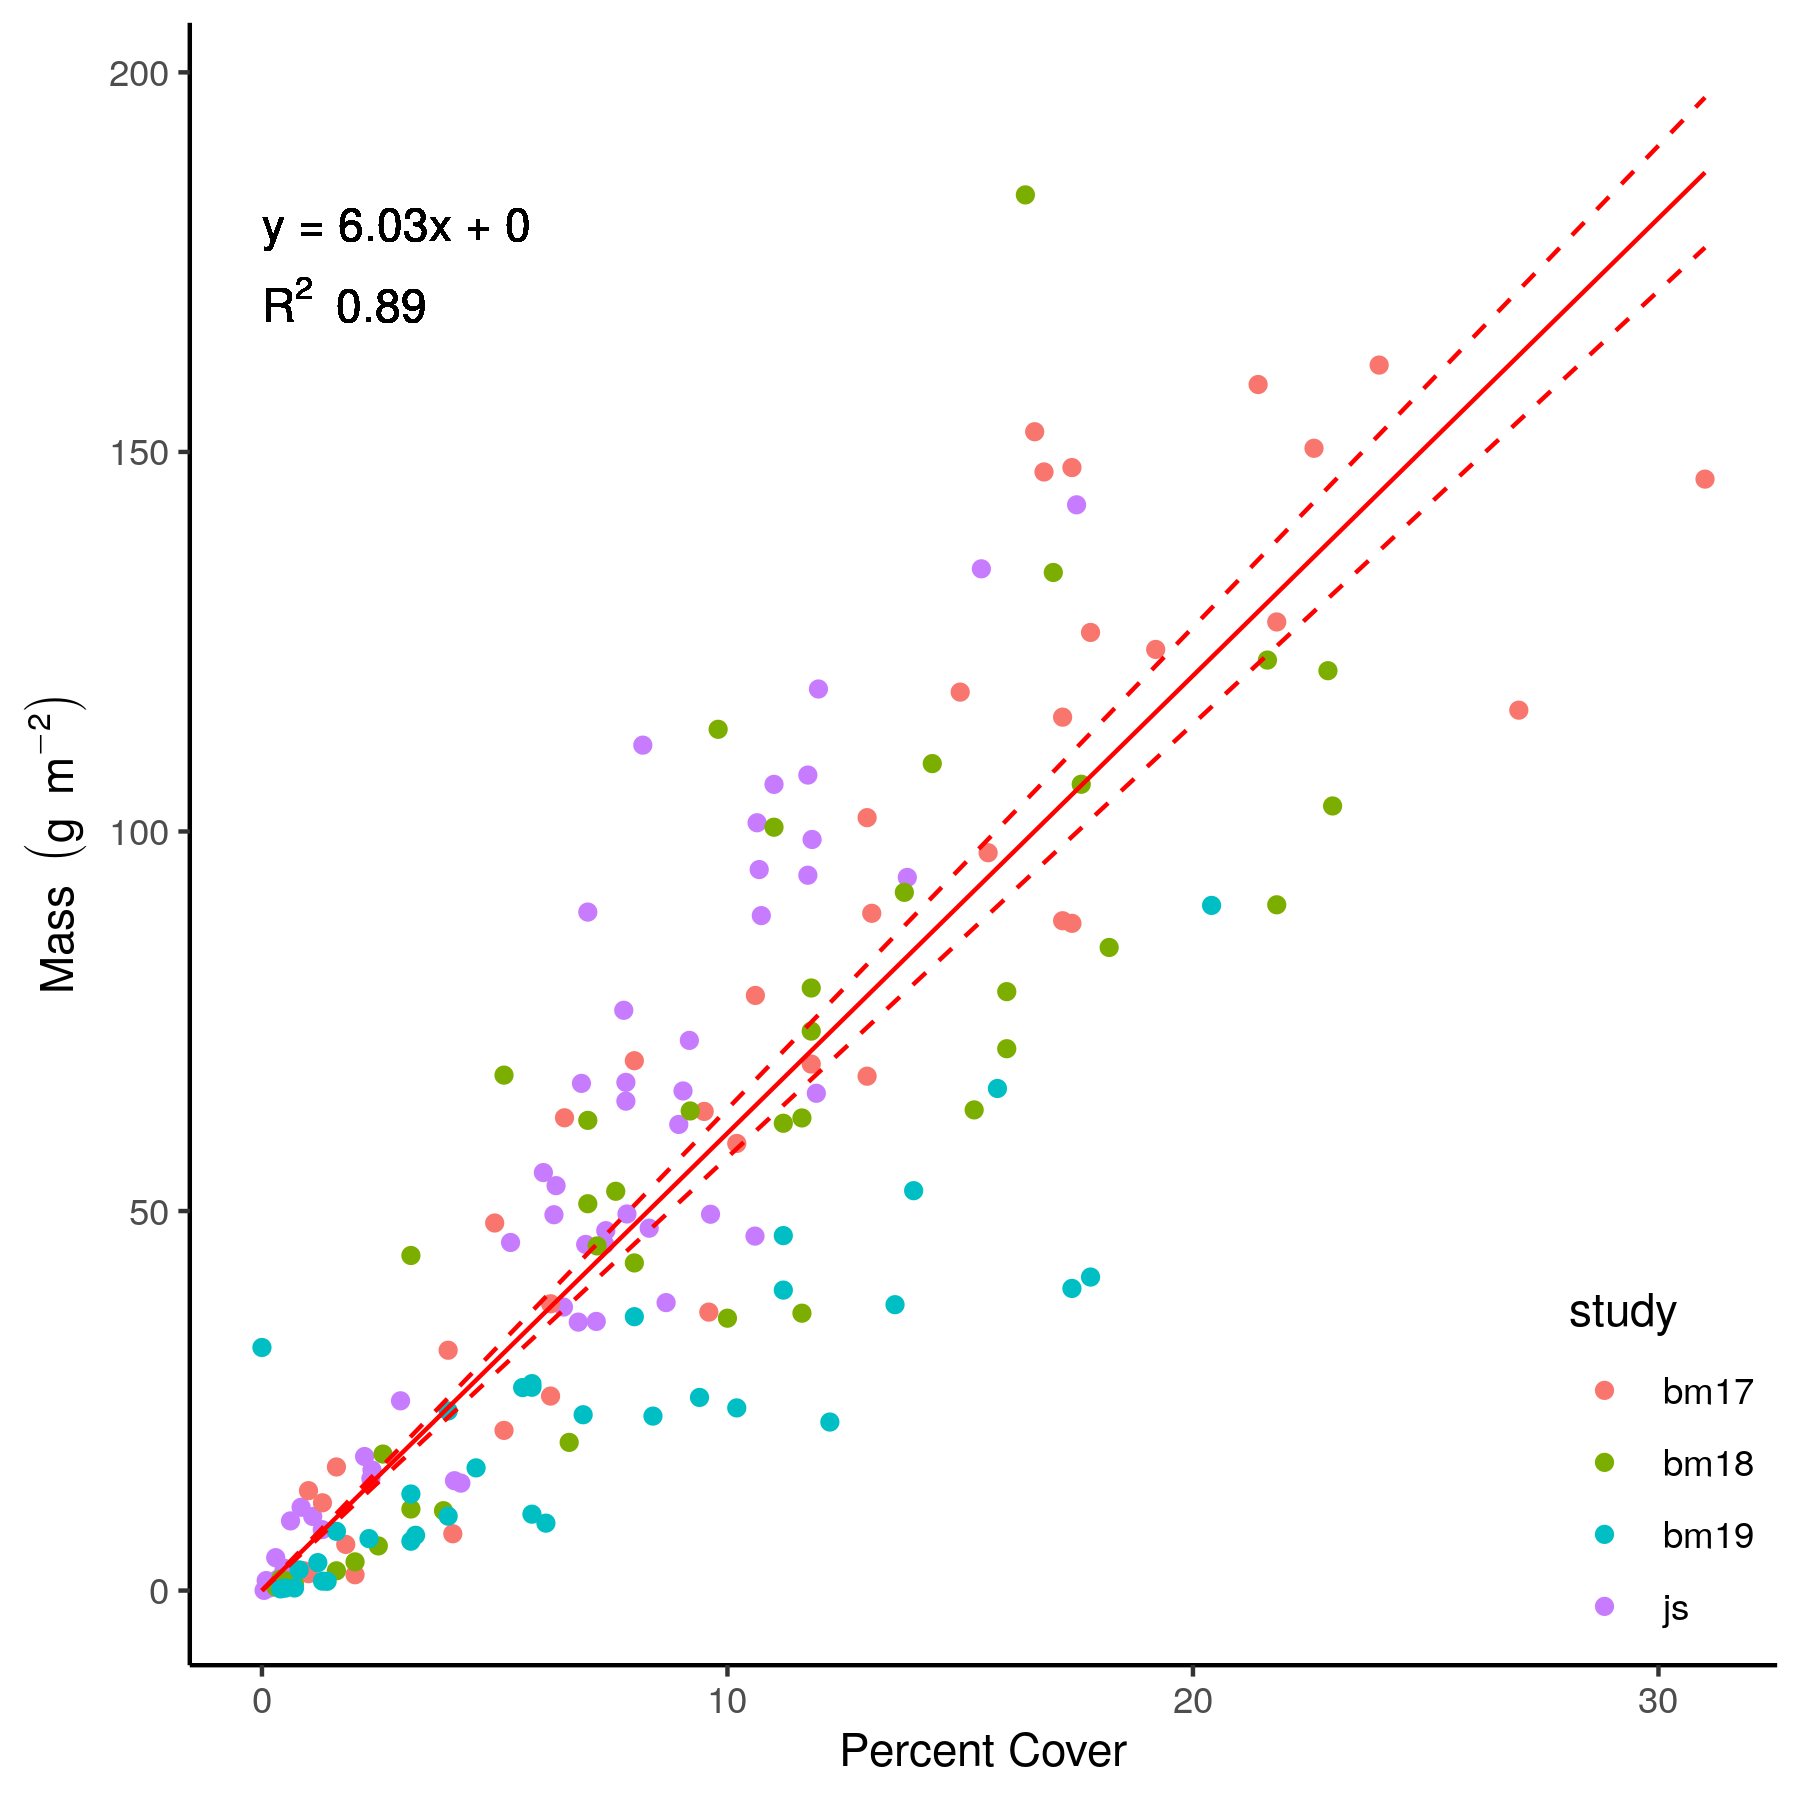 200
150
100
50
0
Mass (g m⁻²)
y = 6.03x + 0
R² 0.89
study
bm17
bm18
bm19
js
0 10 20 30
Percent Cover